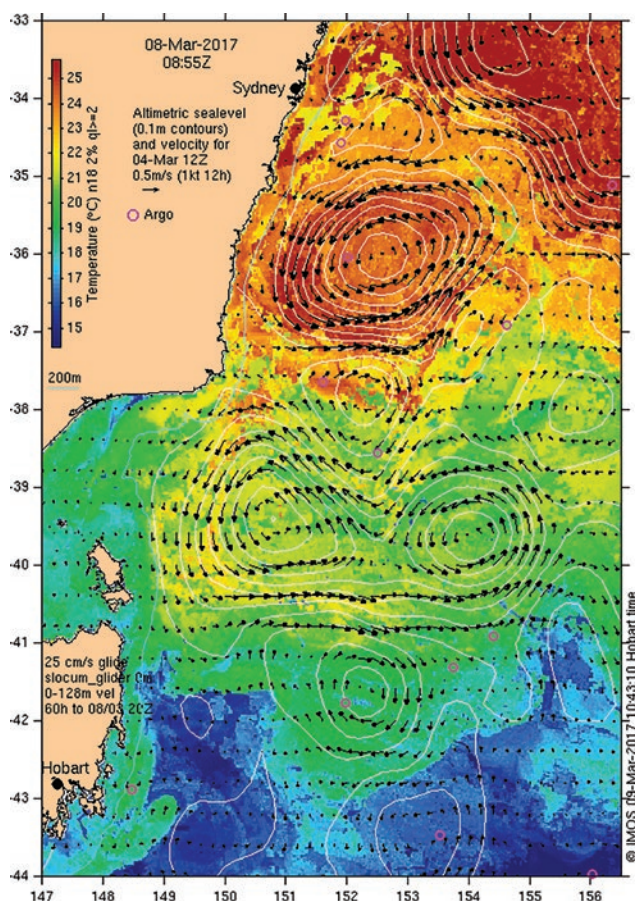 -33
-34
-35
-36
-37
-38
-39
-40
-41
-42
-43
-44
08-Mar-2017
08:55Z
Sydney
Altimetric sealevel
(0.1m contours)
and velocity for
04-Mar 12Z
0.5m/s (1kt 12h)
Argo
25
24
23
22
21
20
19
18
17
16
15
Temperature (°C) n18 2% ql>=2
200m
25 cm/s glide
slocum_glider 0m
0-128m vel
60h to 08/03 20Z
Hobart
147 148 149 150 151 152 153 154 155 156
© IMOS 09-Mar-2017 10:43:10 Hobart time